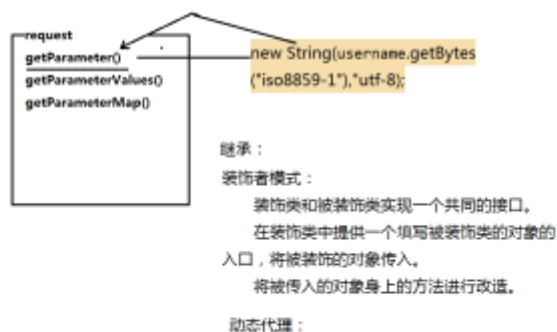 request
getParameter()
getParameterValues()
getParameterMap()
new String(username.getBytes
("iso8859-1"),"utf-8);
继承：
装饰者模式：
装饰类和被装饰类实现一个共同的接口。
在装饰类中提供一个填写被装饰类的对象的
入口，将被装饰的对象传入。
将被传入的对象身上的方法进行改造。
动态代理：